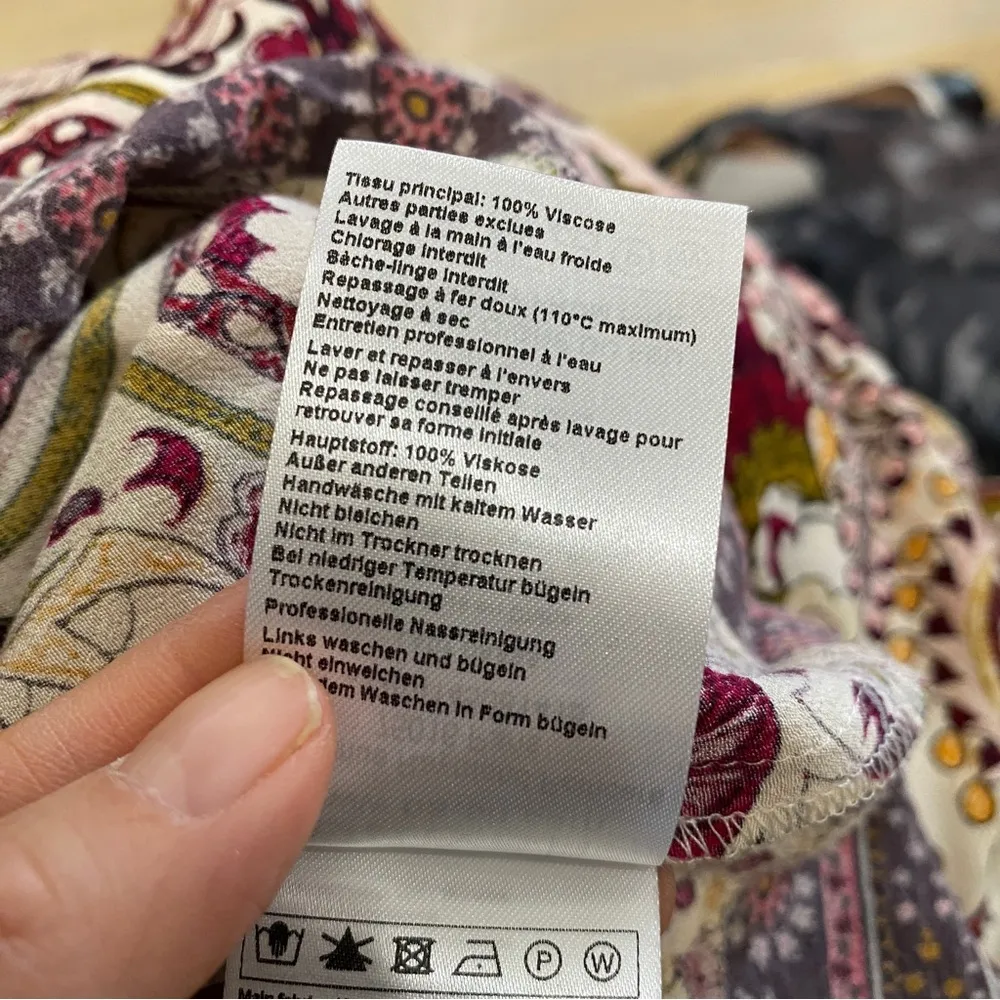 Tissu principal: 100% Viscose
Autres parties exclues
Lavage à la main à l'eau froide
Chlorage interdit
Sèche-linge interdit
Repassage à fer doux (110°C maximum)
Nettoyage à sec
Entretien professionnel à l'eau
Laver et repasser à l'envers
Ne pas laisser tremper
Repassage conseillé après lavage pour
retrouver sa forme initiale
Hauptstoff: 100% Viskose
Außer anderen Teilen
Handwäsche mit kaltem Wasser
Nicht bleichen
Nicht im Trockner trocknen
Bei niedriger Temperatur bügeln
Trockenreinigung
Professionelle Nassreinigung
Links waschen und bügeln
Nicht einweichen
dem Waschen in Form bügeln
P W
Main